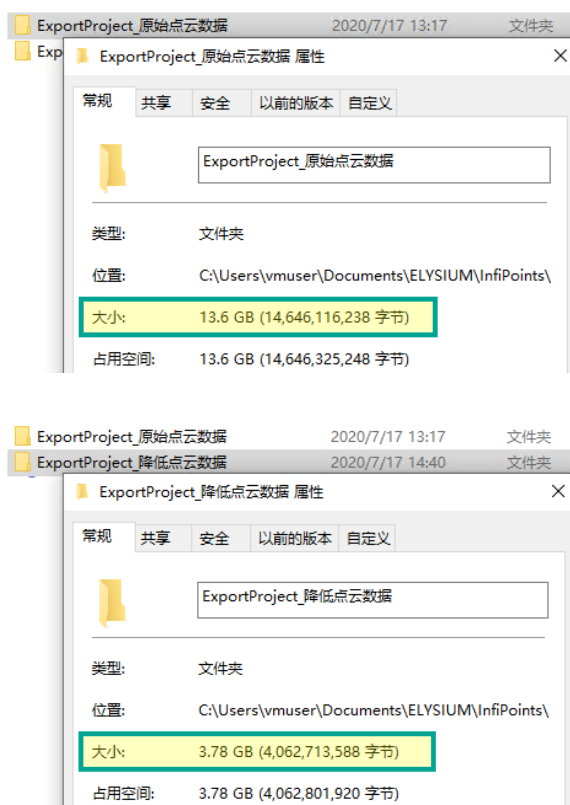 ExportProject_原始点云数据 2020/7/17 13:17 文件夹
Exp
ExportProject_原始点云数据 属性
常规 共享 安全 以前的版本 自定义
ExportProject_原始点云数据
类型: 文件夹
位置: C:\Users\vmuser\Documents\ELYSIUM\InfiPoints\
大小: 13.6 GB (14,646,116,238 字节)
占用空间: 13.6 GB (14,646,325,248 字节)
ExportProject_原始点云数据 2020/7/17 13:17 文件夹
ExportProject_降低点云数据 2020/7/17 14:40 文件夹
ExportProject_降低点云数据 属性
常规 共享 安全 以前的版本 自定义
ExportProject_降低点云数据
类型: 文件夹
位置: C:\Users\vmuser\Documents\ELYSIUM\InfiPoints\
大小: 3.78 GB (4,062,713,588 字节)
占用空间: 3.78 GB (4,062,801,920 字节)